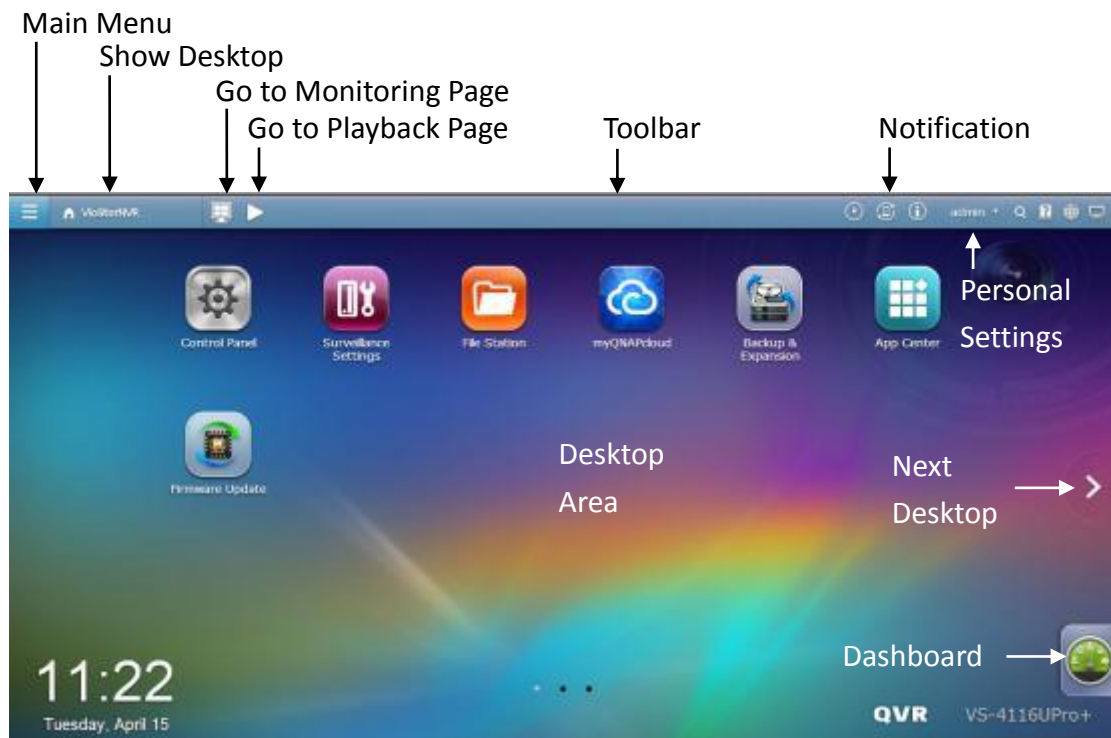 Main Menu
Show Desktop
Go to Monitoring Page
Go to Playback Page
Toolbar
Notification
VioStorNVR
admin
Personal
Settings
Control Panel
Surveillance
Settings
File Station
myQNAPcloud
Backup &
Expansion
App Center
Firmware Update
Desktop
Area
Next
Desktop
Dashboard
11:22
Tuesday, April 15
QVR VS-4116UPro+